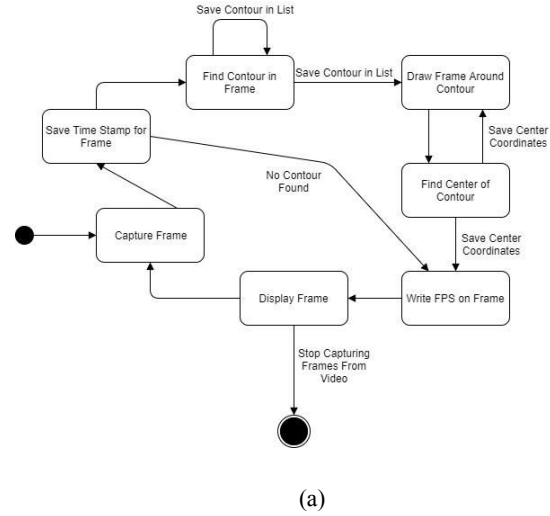 Save Contour in List
Find Contour in
Frame
Save Contour in List
Draw Frame Around
Contour
Save Time Stamp for
Frame
Save Center
Coordinates
No Contour
Found
Find Center of
Contour
Capture Frame
Save Center
Coordinates
Display Frame
Write FPS on Frame
Stop Capturing
Frames From
Video
(a)